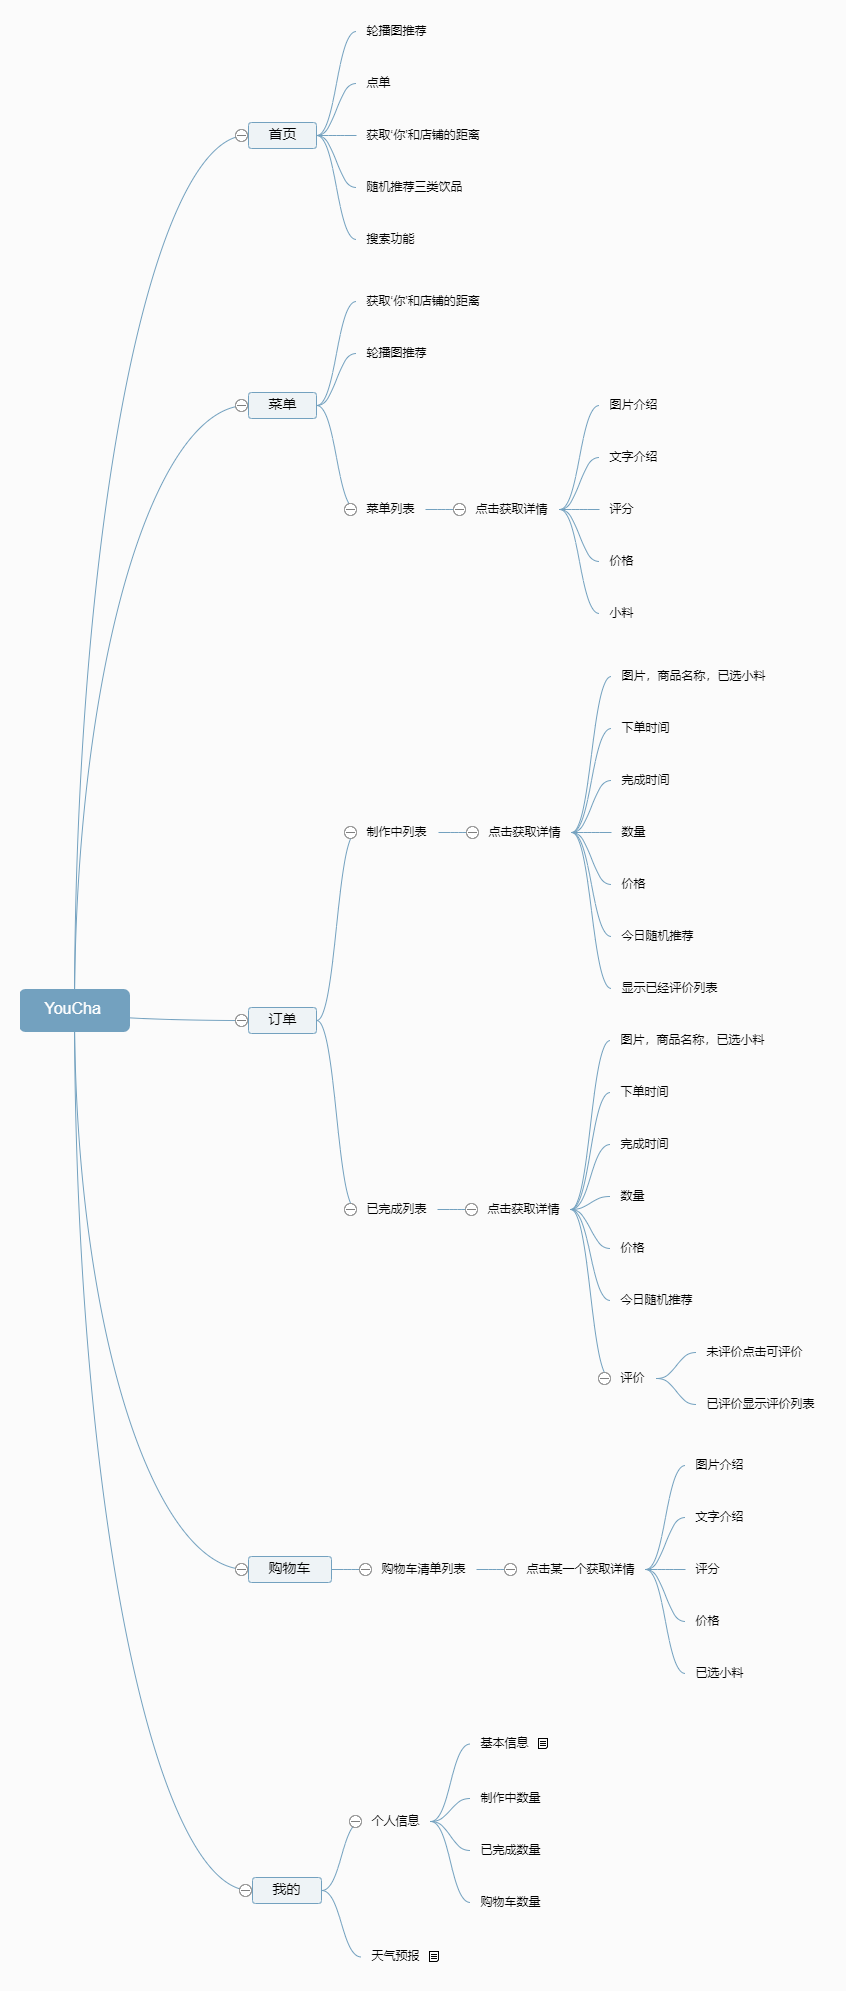 YouCha
首页
轮播图推荐
点单
获取‘你’和店铺的距离
随机推荐三类饮品
搜索功能
菜单
获取‘你’和店铺的距离
轮播图推荐
菜单列表
点击获取详情
图片介绍
文字介绍
评分
价格
小料
订单
制作中列表
点击获取详情
图片，商品名称，已选小料
下单时间
完成时间
数量
价格
今日随机推荐
显示已经评价列表
已完成列表
点击获取详情
图片，商品名称，已选小料
下单时间
完成时间
数量
价格
今日随机推荐
评价
未评价点击可评价
已评价显示评价列表
购物车
购物车清单列表
点击某一个获取详情
图片介绍
文字介绍
评分
价格
已选小料
我的
个人信息
基本信息
制作中数量
已完成数量
购物车数量
天气预报